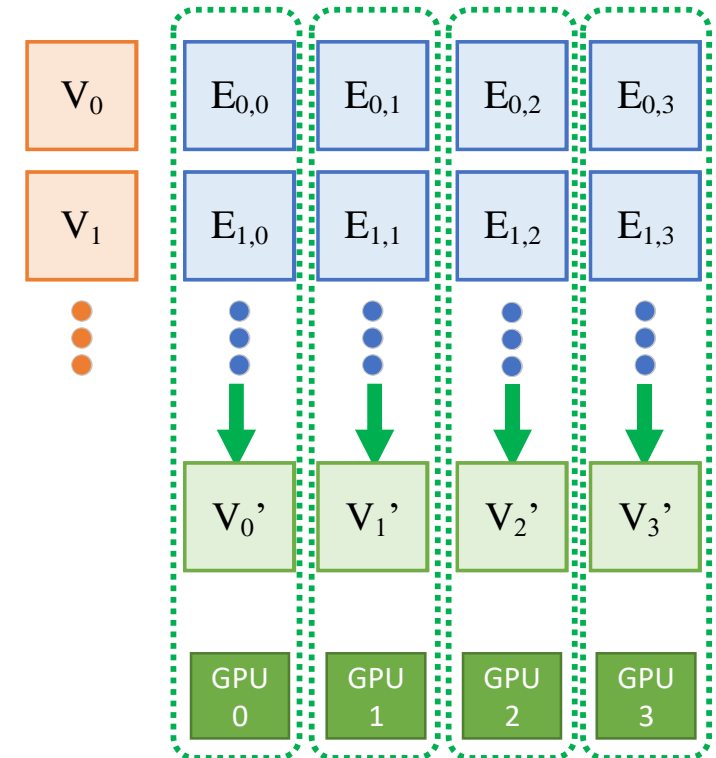 V₀ E₀,₀ E₀,₁ E₀,₂ E₀,₃
V₁ E₁,₀ E₁,₁ E₁,₂ E₁,₃
V₀’ V₁’ V₂’ V₃’
GPU 0 GPU 1 GPU 2 GPU 3